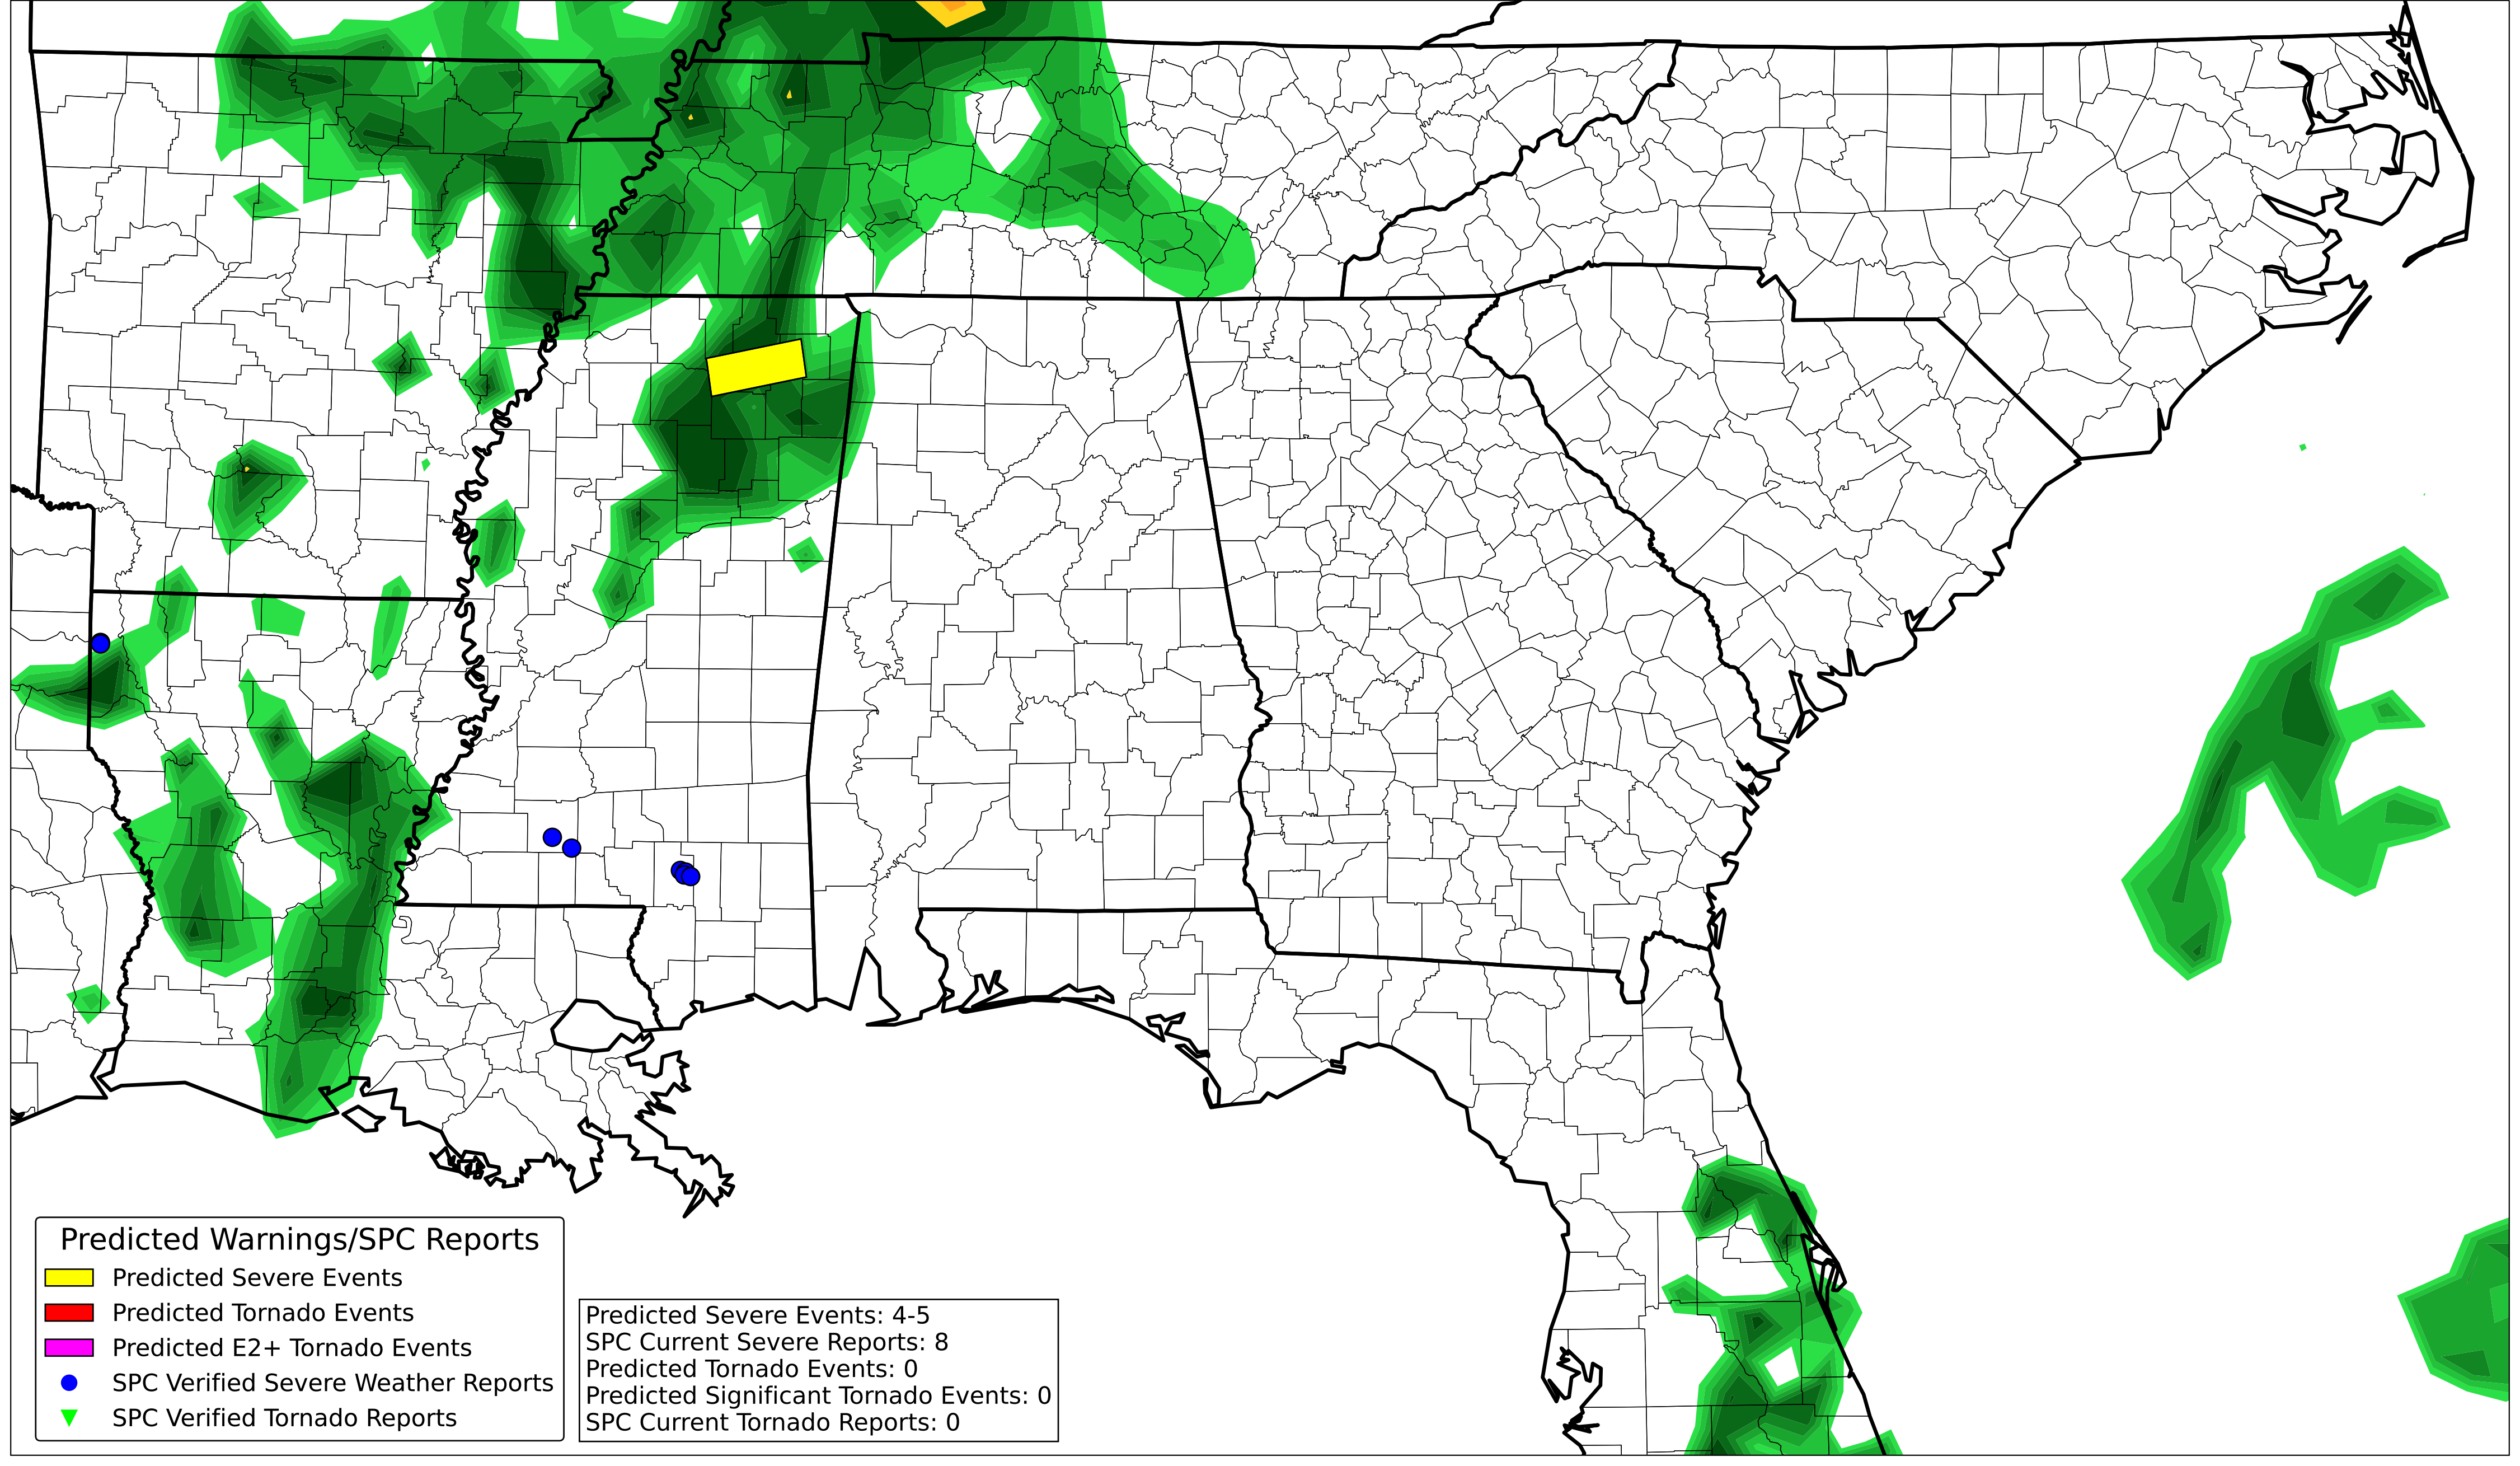 Predicted Warnings/SPC Reports
Predicted Severe Events
Predicted Tornado Events
Predicted E2+ Tornado Events
SPC Verified Severe Weather Reports
SPC Verified Tornado Reports
Predicted Severe Events: 4-5
SPC Current Severe Reports: 8
Predicted Tornado Events: 0
Predicted Significant Tornado Events: 0
SPC Current Tornado Reports: 0